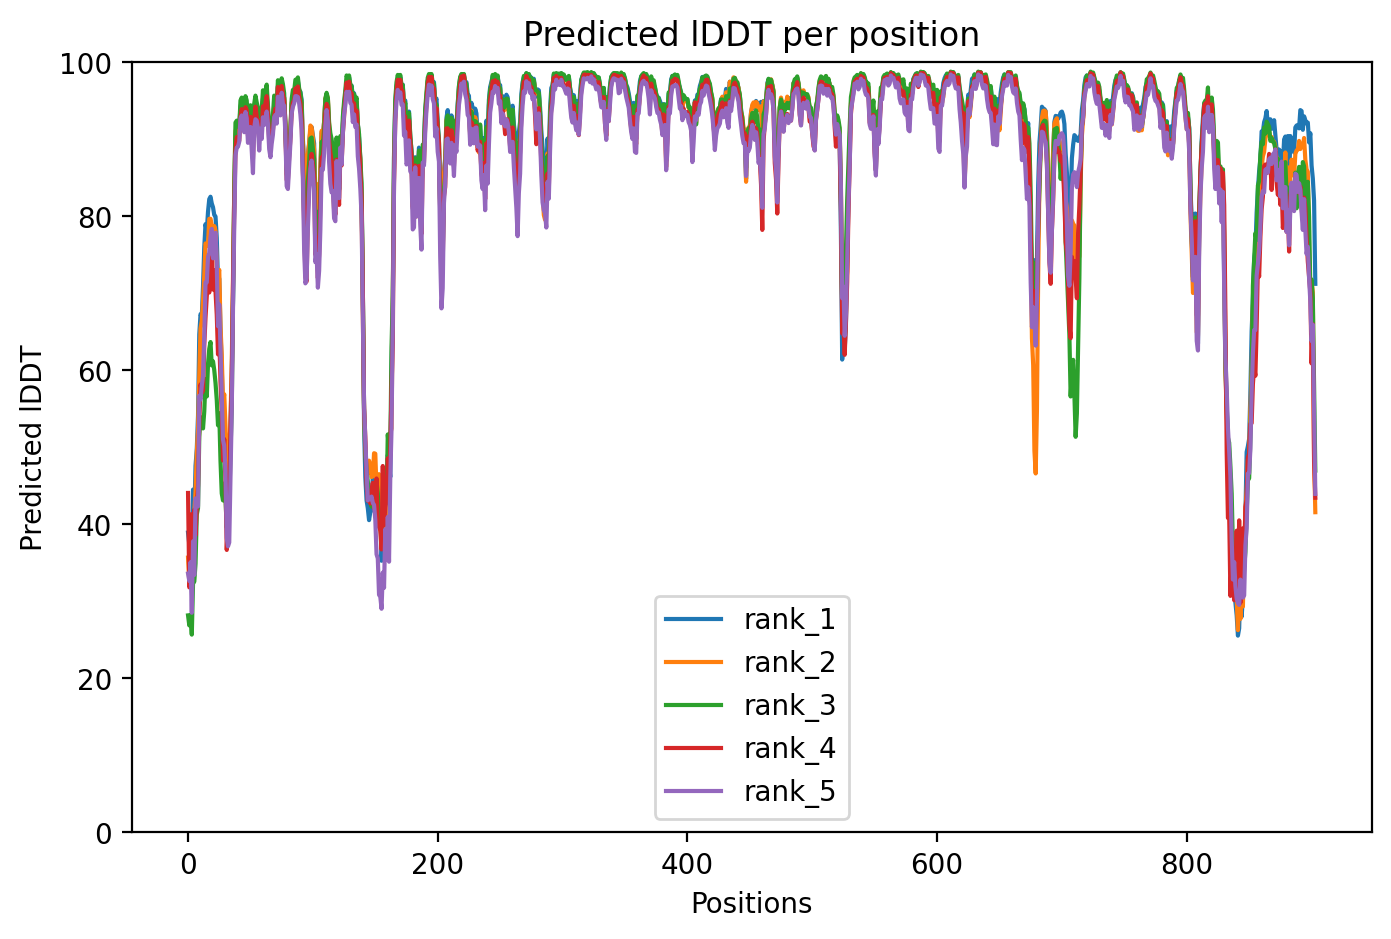 Predicted lDDT per position
100
80
60
40
20
0
Predicted lDDT
0 200 400 600 800
Positions
rank_1
rank_2
rank_3
rank_4
rank_5